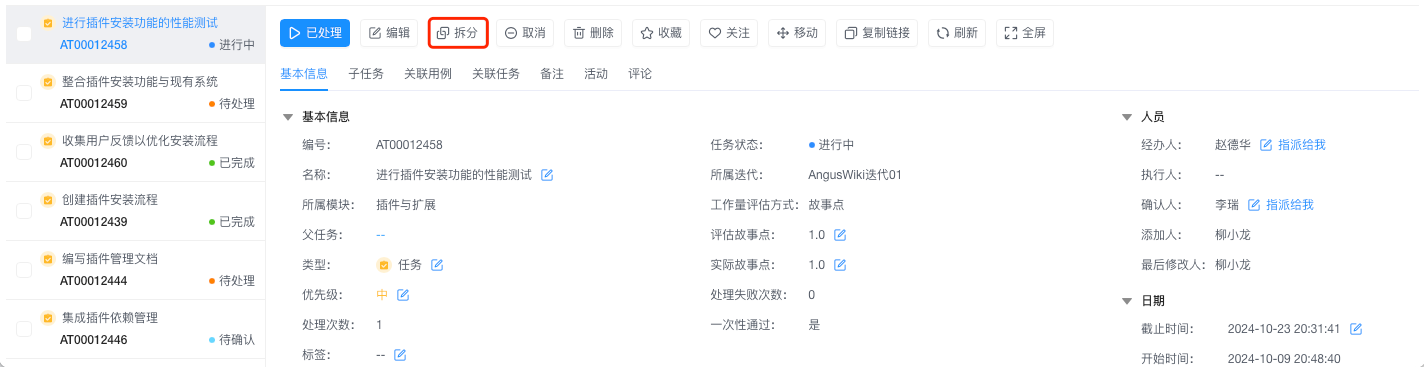 进行插件安装功能的性能测试
AT00012458 进行中
整合插件安装功能与现有系统
AT00012459 待处理
收集用户反馈以优化安装流程
AT00012460 已完成
创建插件安装流程
AT00012439 已完成
编写插件管理文档
AT00012444 待处理
集成插件依赖管理
AT00012446 待确认
已处理 编辑 拆分 取消 删除 收藏 关注 移动 复制链接 刷新 全屏
基本信息 子任务 关联用例 关联任务 备注 活动 评论
基本信息
编号: AT00012458 任务状态: 进行中
名称: 进行插件安装功能的性能测试 所属迭代: AngusWiki迭代01
所属模块: 插件与扩展 工作量评估方式: 故事点
父任务: -- 评估故事点: 1.0
类型: 任务 实际故事点: 1.0
优先级: 中 处理失败次数: 0
处理次数: 1 一次性通过: 是
标签: --
人员
经办人: 赵德华 指派给我
执行人: --
确认人: 李瑞 指派给我
添加人: 柳小龙
最后修改人: 柳小龙
日期
截止时间: 2024-10-23 20:31:41
开始时间: 2024-10-09 20:48:40